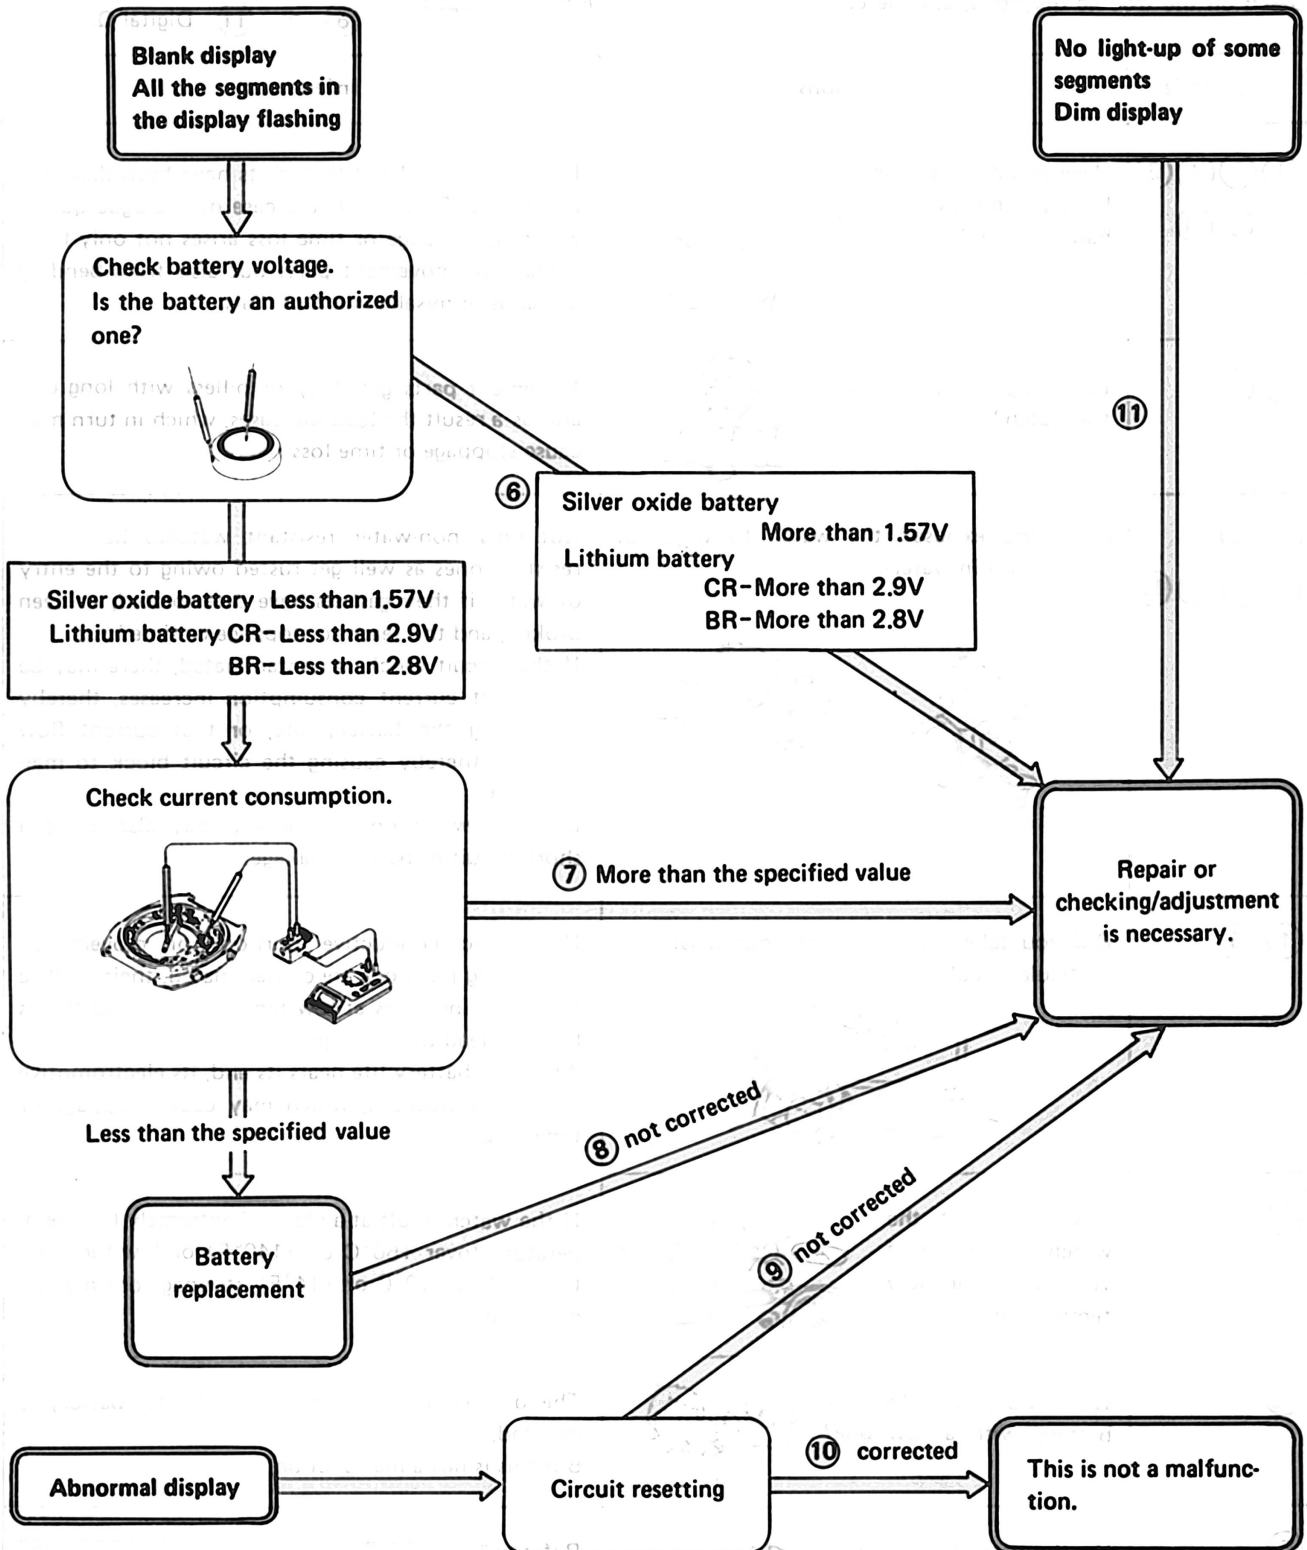 Blank display
All the segments in
the display flashing
No light-up of some
segments
Dim display
Check battery voltage.
Is the battery an authorized
one?
11
6
Silver oxide battery
More than 1.57V
Lithium battery
CR-More than 2.9V
BR-More than 2.8V
Silver oxide battery Less than 1.57V
Lithium battery CR-Less than 2.9V
BR-Less than 2.8V
Check current consumption.
7 More than the specified value
Repair or
checking/adjustment
is necessary.
Less than the specified value
8 not corrected
9 not corrected
Battery
replacement
Abnormal display
Circuit resetting
10 corrected
This is not a malfunc-
tion.